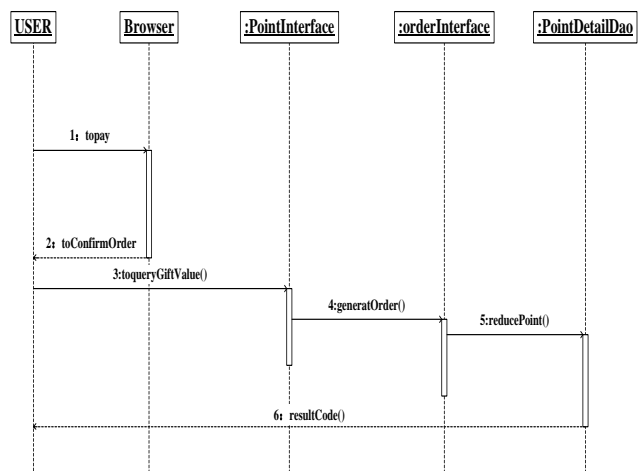 USER
Browser
:PointInterface
:orderInterface
:PointDetailDao
1：topay
2：toConfirmOrder
3:toqueryGiftValue()
4:generatOrder()
5:reducePoint()
6：resultCode()